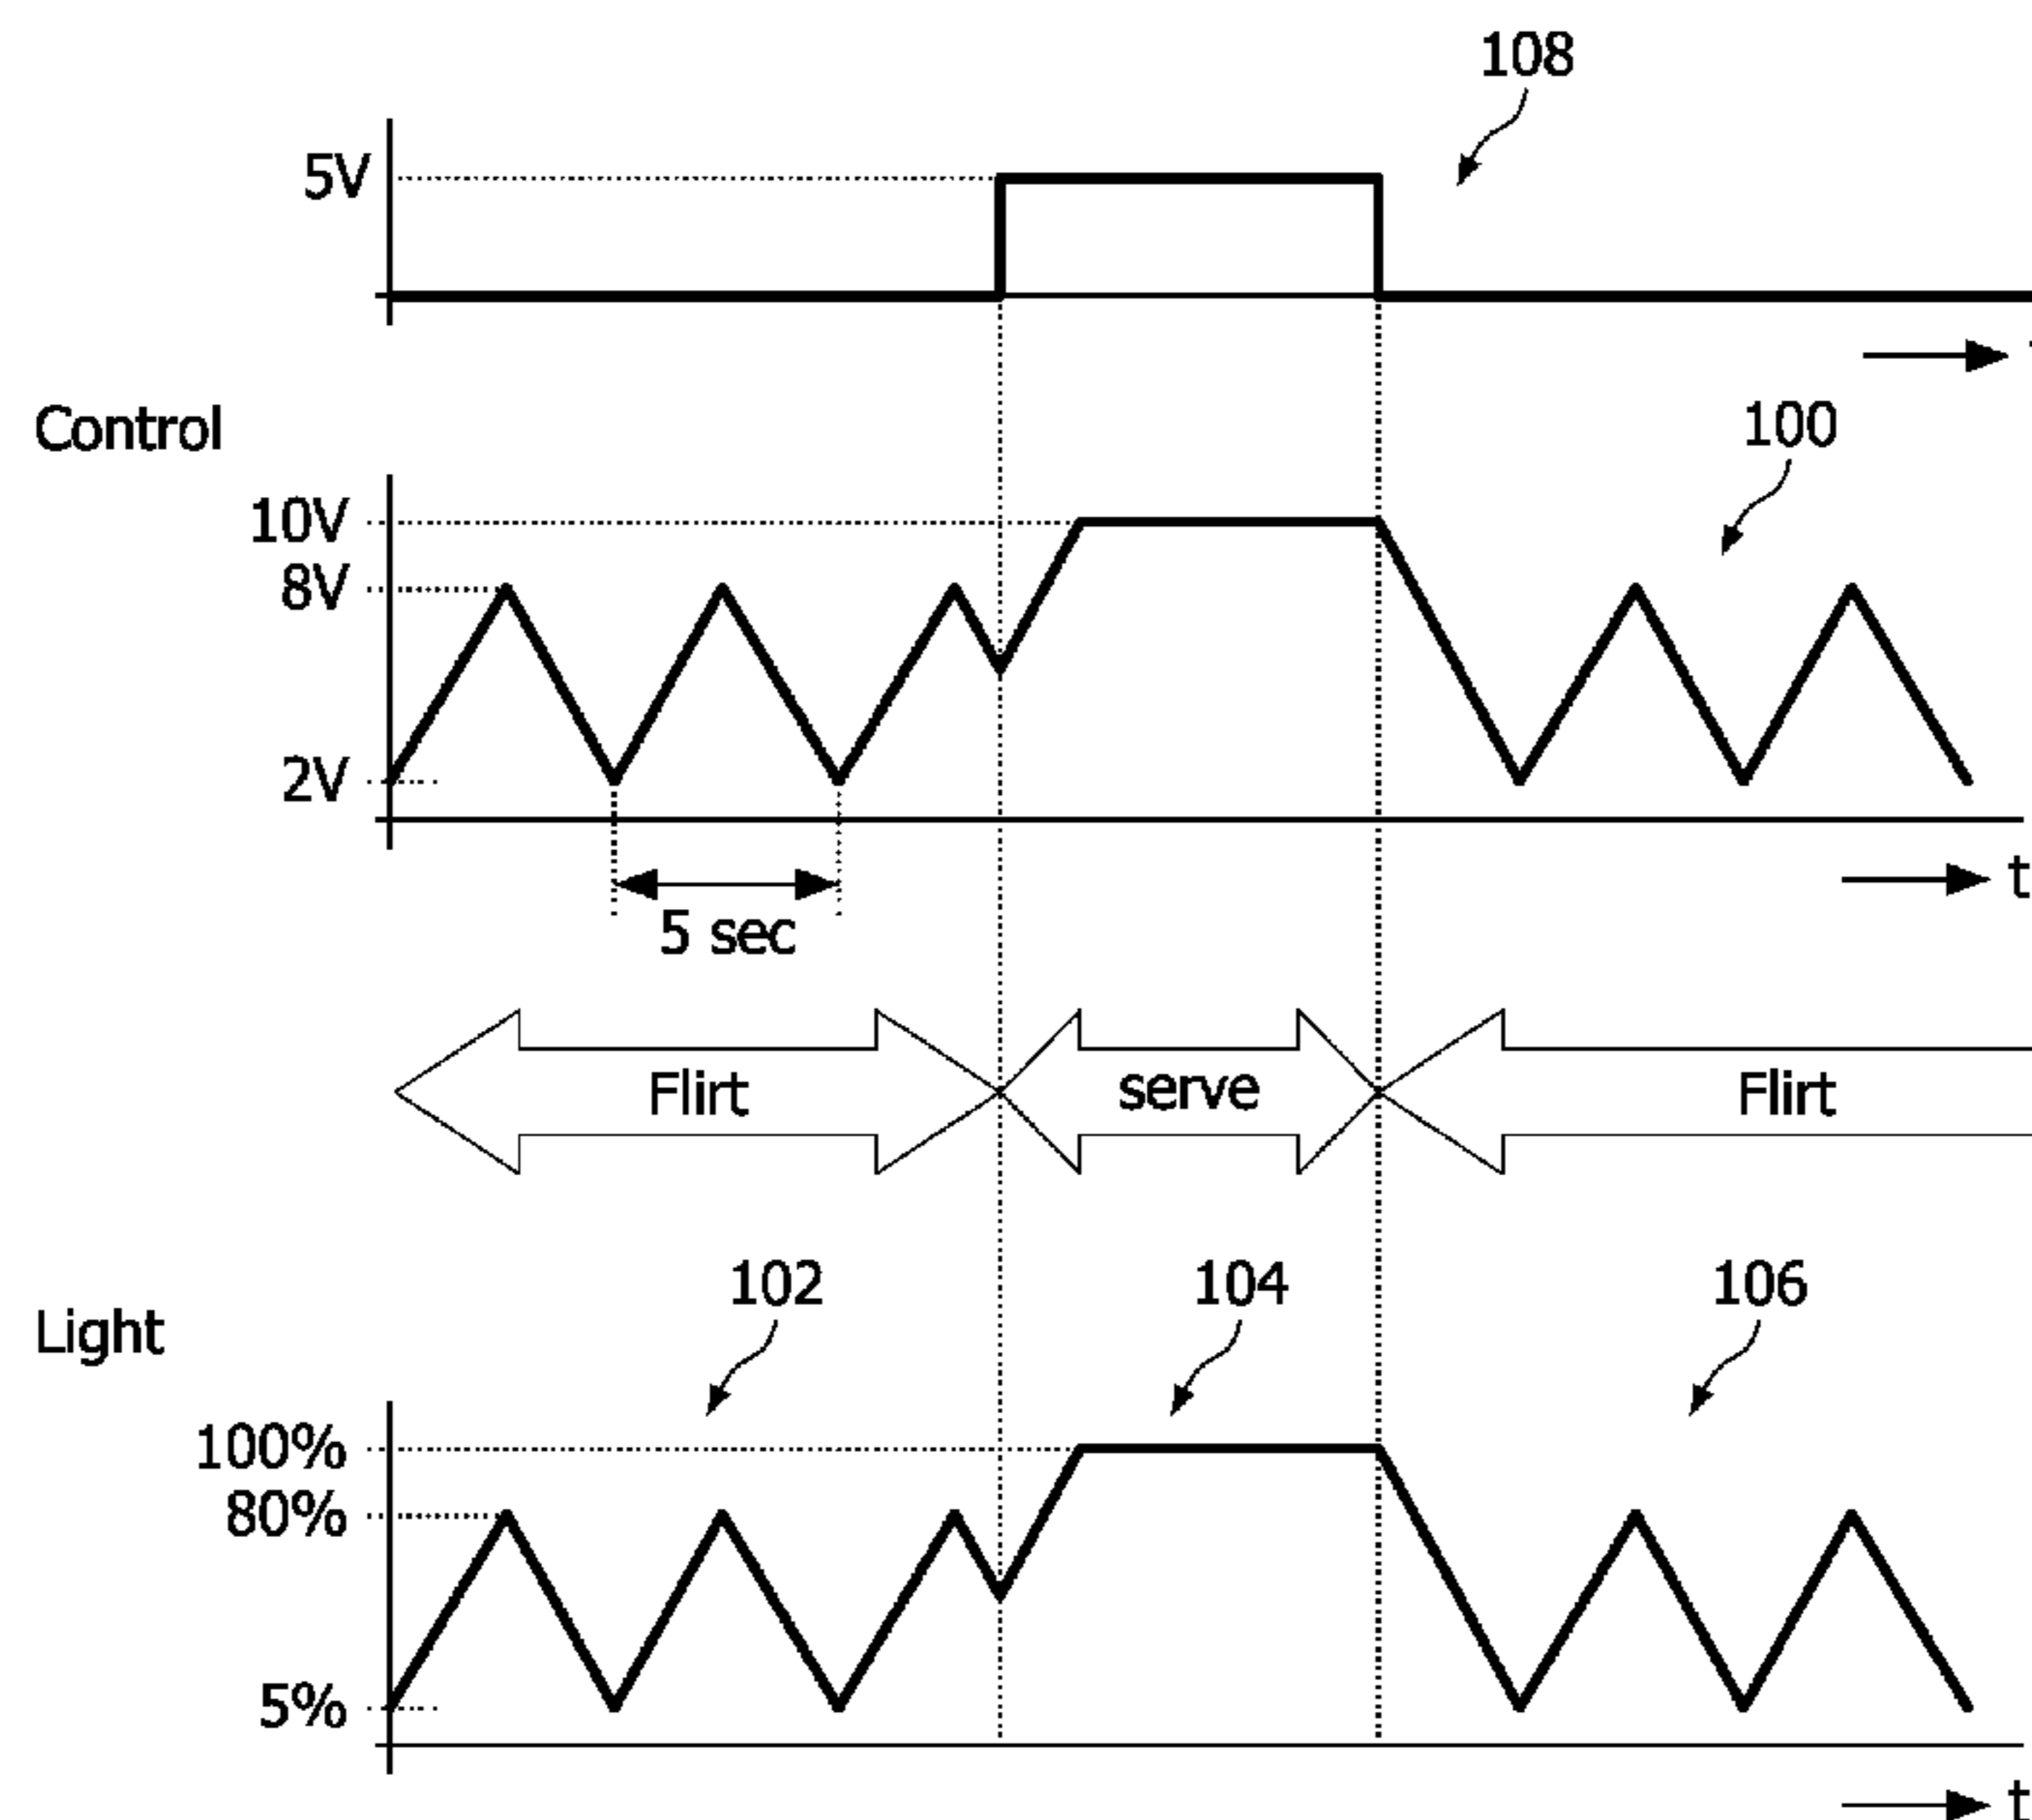 108
5V
Control
100
10V
8V
2V
t
5 sec
Flirt
serve
Flirt
102
104
106
Light
100%
80%
5%
t